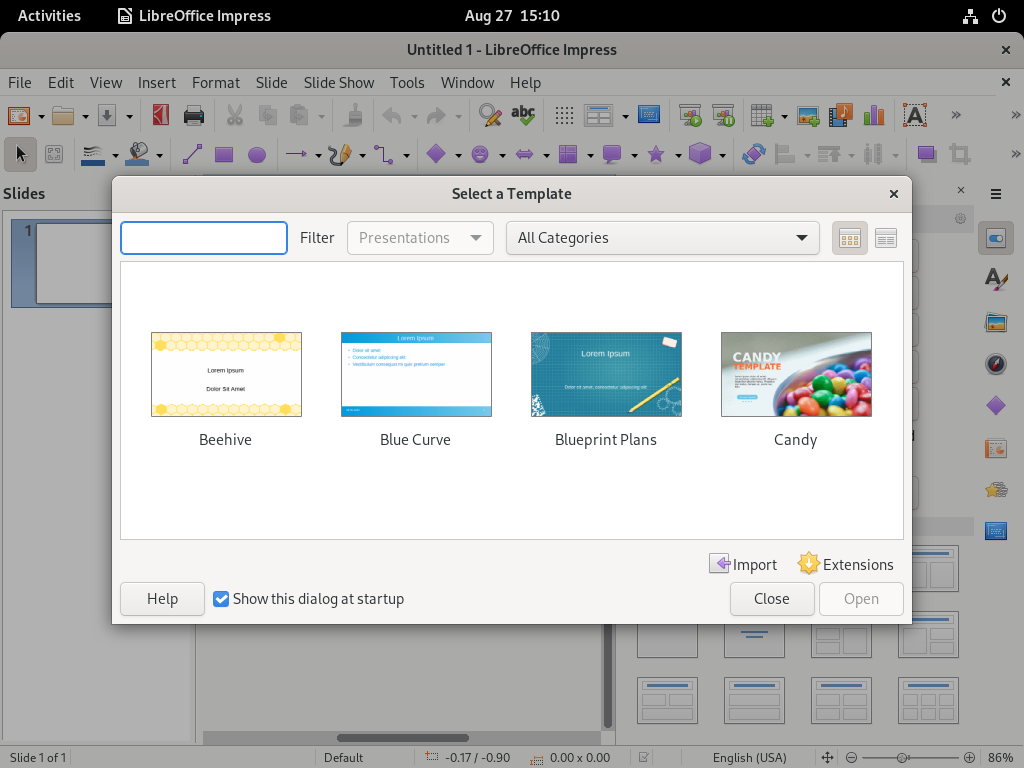 Activities
LibreOffice Impress
Aug 27  15:10
Untitled 1 - LibreOffice Impress
File Edit View Insert Format Slide Slide Show Tools Window Help
abc
A
Slides
1
Select a Template
Filter
Presentations
All Categories
Lorem Ipsum
Dolor Sit Amet
Lorem Ipsum
Dolor sit amet
Consectetur adipiscing elit
Vestibulum consequat mi quis pretium semper
Lorem Ipsum
Dolor sit amet, consectetur adipiscing elit
CANDY
TEMPLATE
Beehive
Blue Curve
Blueprint Plans
Candy
Import
Extensions
Help
Show this dialog at startup
Close
Open
Slide 1 of 1
Default
-0.17 / -0.90
0.00 x 0.00
English (USA)
86%